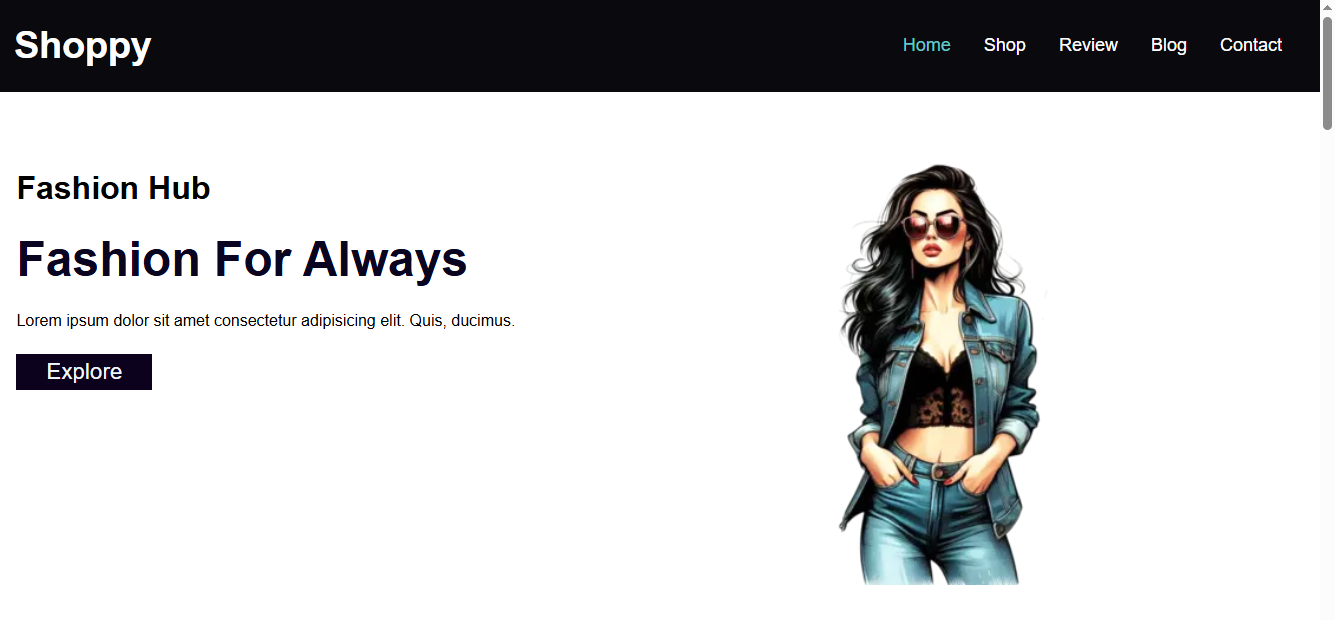 Shoppy
Home Shop Review Blog Contact
Fashion Hub
Fashion For Always
Lorem ipsum dolor sit amet consectetur adipisicing elit. Quis, ducimus.
Explore